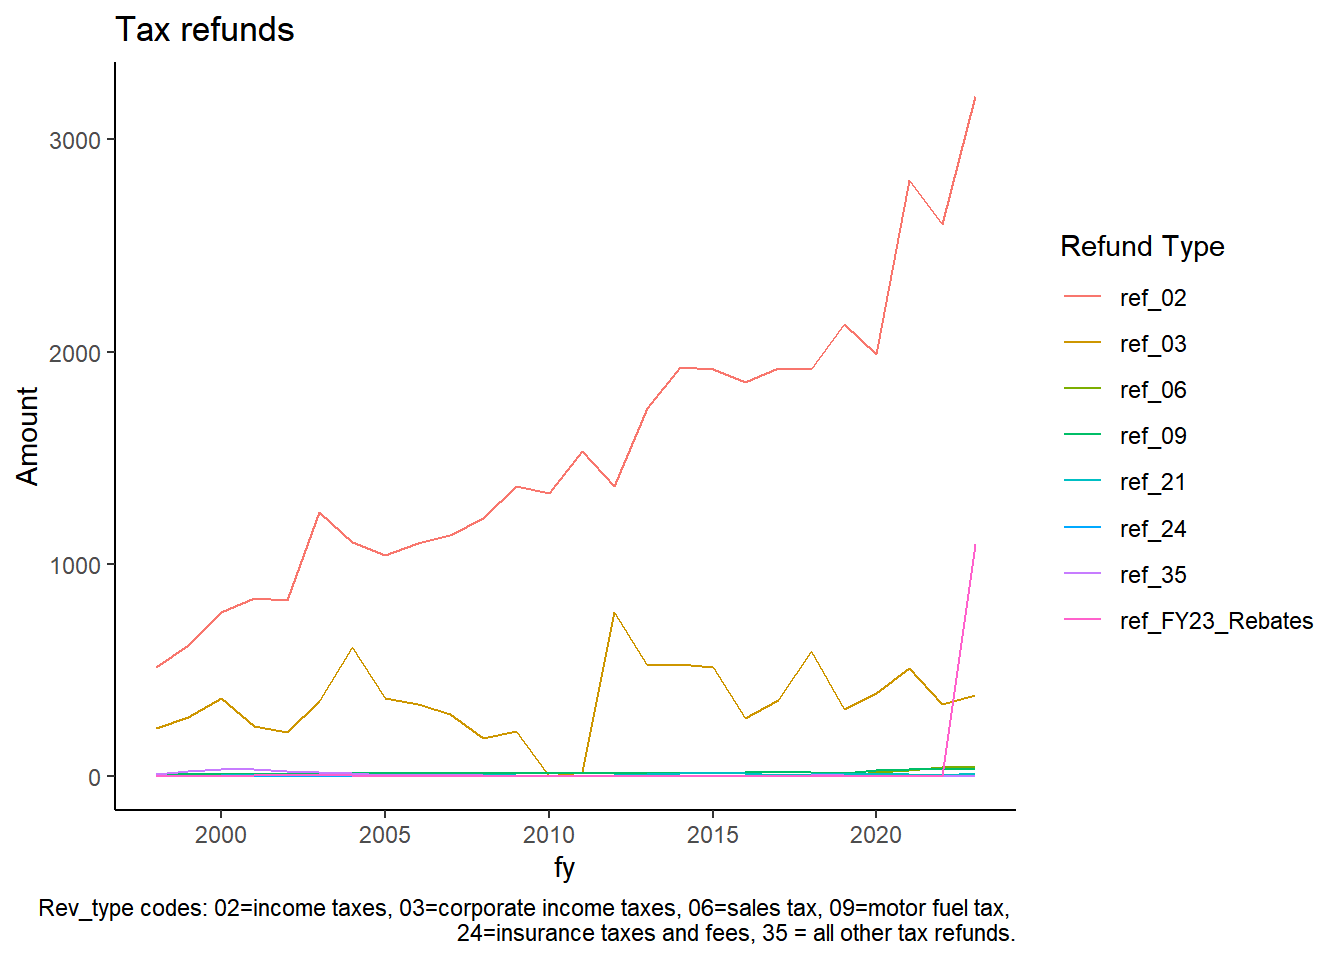 Tax refunds
3000
2000
1000
0
Amount
2000
2005
2010
2015
2020
fy
Refund Type
ref_02
ref_03
ref_06
ref_09
ref_21
ref_24
ref_35
ref_FY23_Rebates
Rev_type codes: 02=income taxes, 03=corporate income taxes, 06=sales tax, 09=motor fuel tax,
24=insurance taxes and fees, 35 = all other tax refunds.